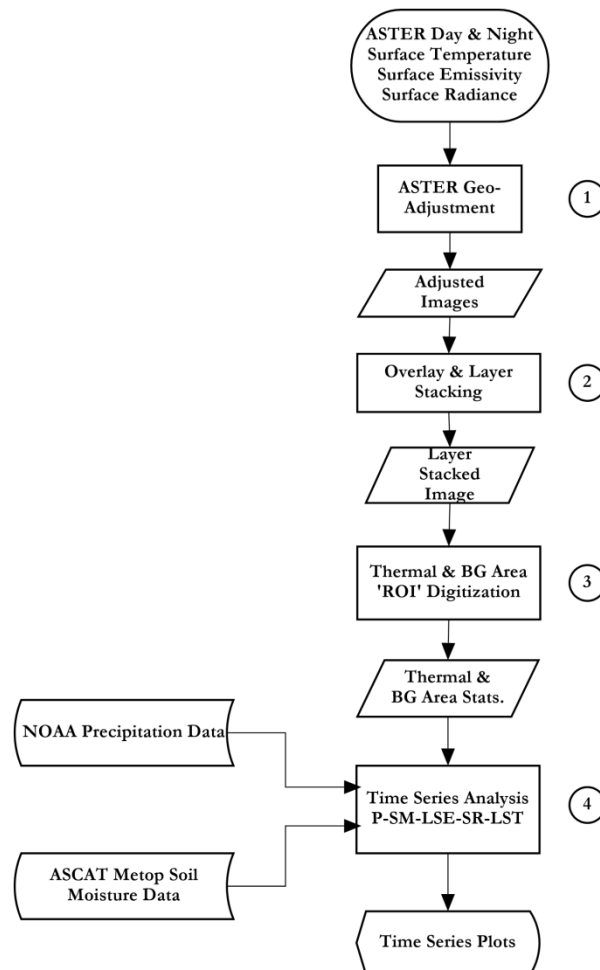 ASTER Day & Night
Surface Temperature
Surface Emissivity
Surface Radiance
ASTER Geo-
Adjustment
1
Adjusted
Images
Overlay & Layer
Stacking
2
Layer
Stacked
Image
Thermal & BG Area
'ROI' Digitization
3
Thermal &
BG Area Stats.
NOAA Precipitation Data
Time Series Analysis
P-SM-LSE-SR-LST
4
ASCAT Metop Soil
Moisture Data
Time Series Plots